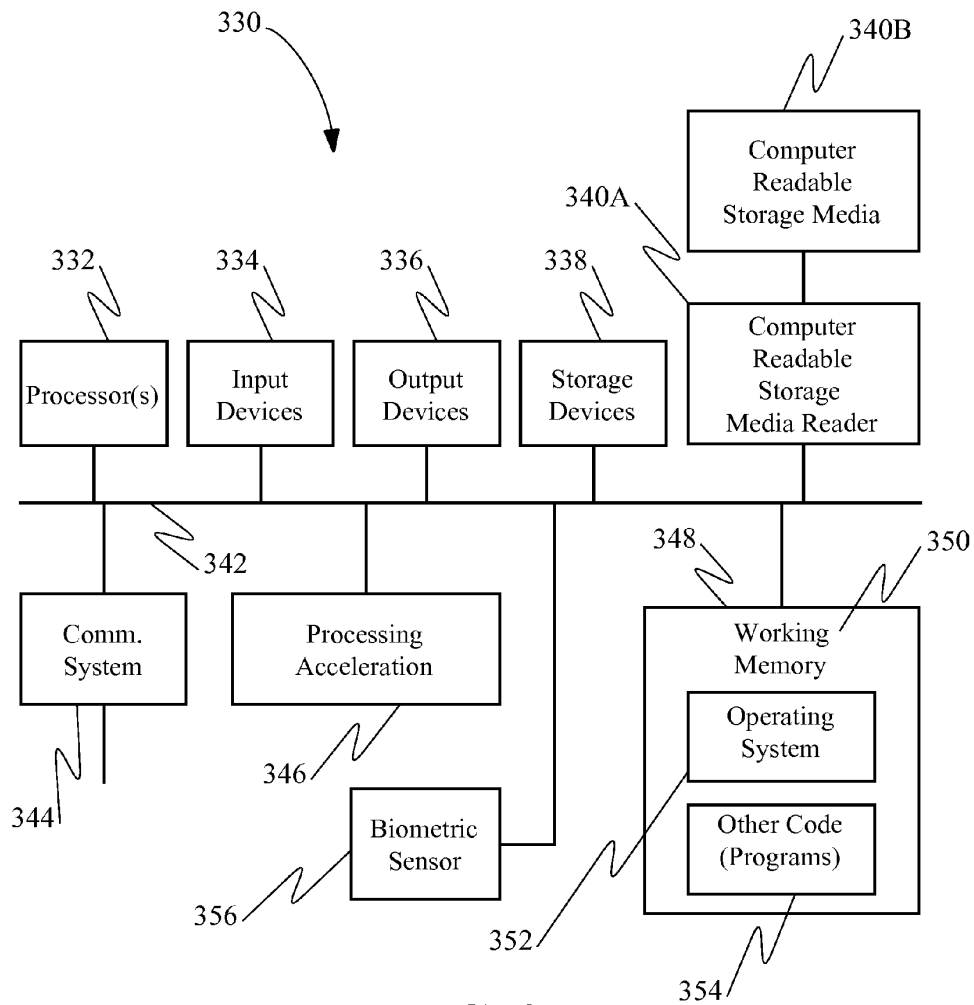 330
340B
Computer
Readable
Storage Media
340A
332
334
336
338
Processor(s)
Input
Devices
Output
Devices
Storage
Devices
Computer
Readable
Storage
Media Reader
342
348
350
Comm.
System
Processing
Acceleration
Working
Memory
Operating
System
344
346
Other Code
(Programs)
Biometric
Sensor
356
352
354